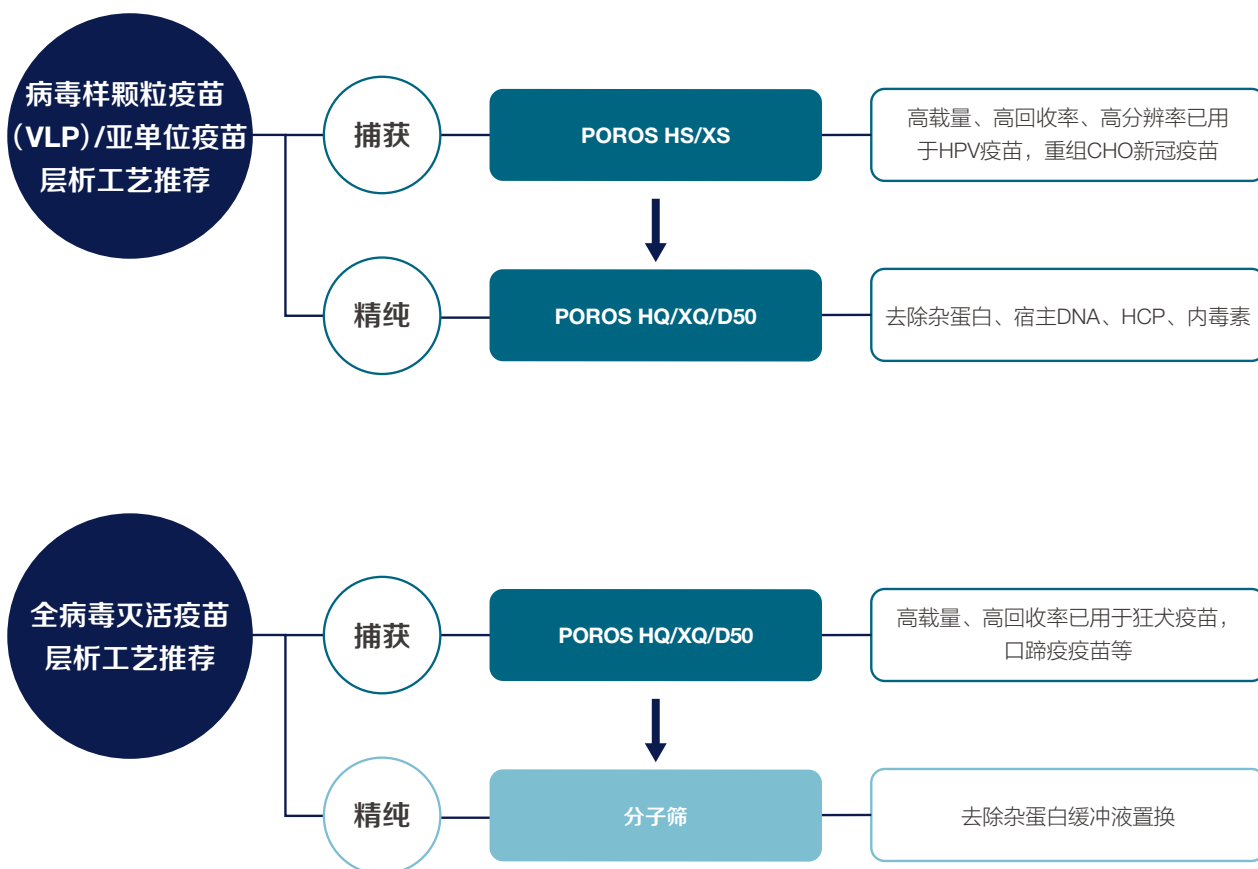 病毒样颗粒疫苗
（VLP）/亚单位疫苗
层析工艺推荐
捕获
POROS HS/XS
高载量、高回收率、高分辨率已用
于HPV疫苗，重组CHO新冠疫苗
精纯
POROS HQ/XQ/D50
去除杂蛋白、宿主DNA、HCP、内毒素
全病毒灭活疫苗
层析工艺推荐
捕获
POROS HQ/XQ/D50
高载量、高回收率已用于狂犬疫苗，
口蹄疫疫苗等
精纯
分子筛
去除杂蛋白缓冲液置换